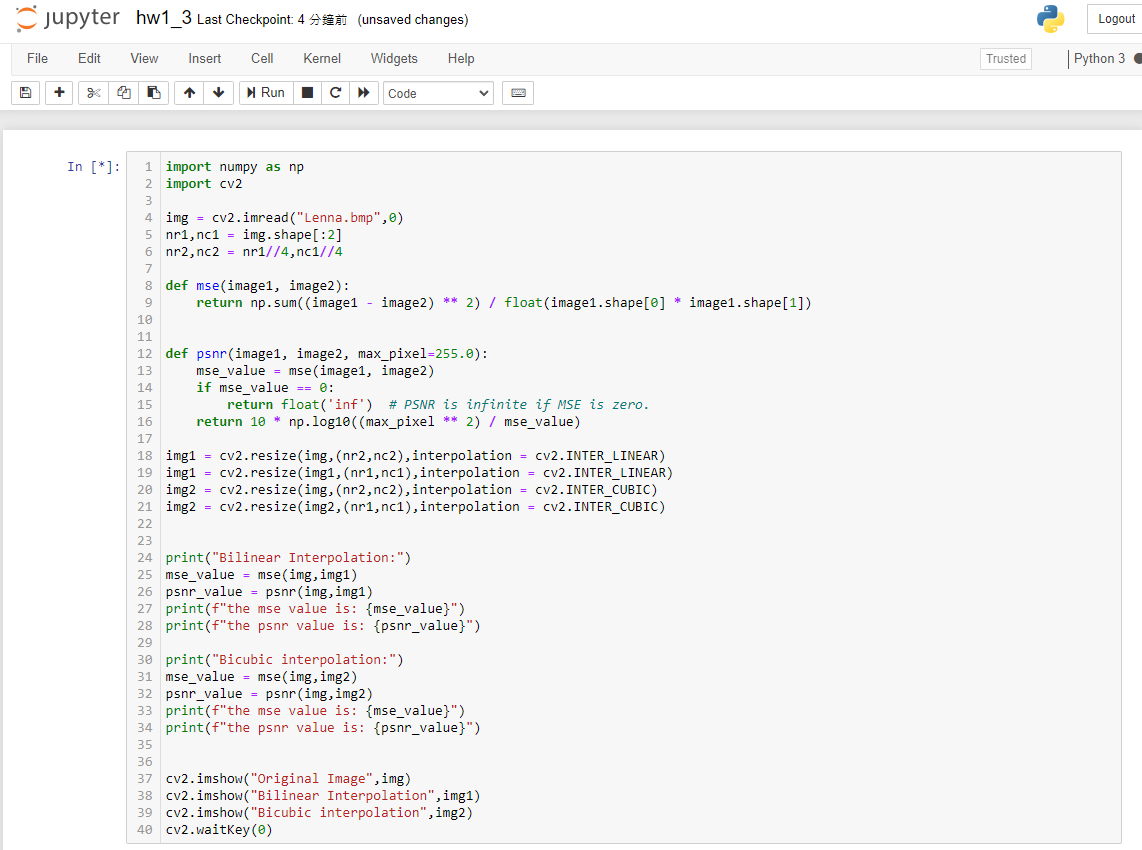 jupyter hw1_3 Last Checkpoint: 4 分鐘前 (unsaved changes) Logout
File Edit View Insert Cell Kernel Widgets Help Trusted Python 3
Run Code
In [*]:
1 import numpy as np
2 import cv2
3
4 img = cv2.imread("Lenna.bmp",0)
5 nr1,nc1 = img.shape[:2]
6 nr2,nc2 = nr1//4,nc1//4
7
8 def mse(image1, image2):
9     return np.sum((image1 - image2) ** 2) / float(image1.shape[0] * image1.shape[1])
10
11
12 def psnr(image1, image2, max_pixel=255.0):
13     mse_value = mse(image1, image2)
14     if mse_value == 0:
15         return float('inf')  # PSNR is infinite if MSE is zero.
16     return 10 * np.log10((max_pixel ** 2) / mse_value)
17
18 img1 = cv2.resize(img,(nr2,nc2),interpolation = cv2.INTER_LINEAR)
19 img1 = cv2.resize(img1,(nr1,nc1),interpolation = cv2.INTER_LINEAR)
20 img2 = cv2.resize(img,(nr2,nc2),interpolation = cv2.INTER_CUBIC)
21 img2 = cv2.resize(img2,(nr1,nc1),interpolation = cv2.INTER_CUBIC)
22
23
24 print("Bilinear Interpolation:")
25 mse_value = mse(img,img1)
26 psnr_value = psnr(img,img1)
27 print(f"the mse value is: {mse_value}")
28 print(f"the psnr value is: {psnr_value}")
29
30 print("Bicubic interpolation:")
31 mse_value = mse(img,img2)
32 psnr_value = psnr(img,img2)
33 print(f"the mse value is: {mse_value}")
34 print(f"the psnr value is: {psnr_value}")
35
36
37 cv2.imshow("Original Image",img)
38 cv2.imshow("Bilinear Interpolation",img1)
39 cv2.imshow("Bicubic interpolation",img2)
40 cv2.waitKey(0)